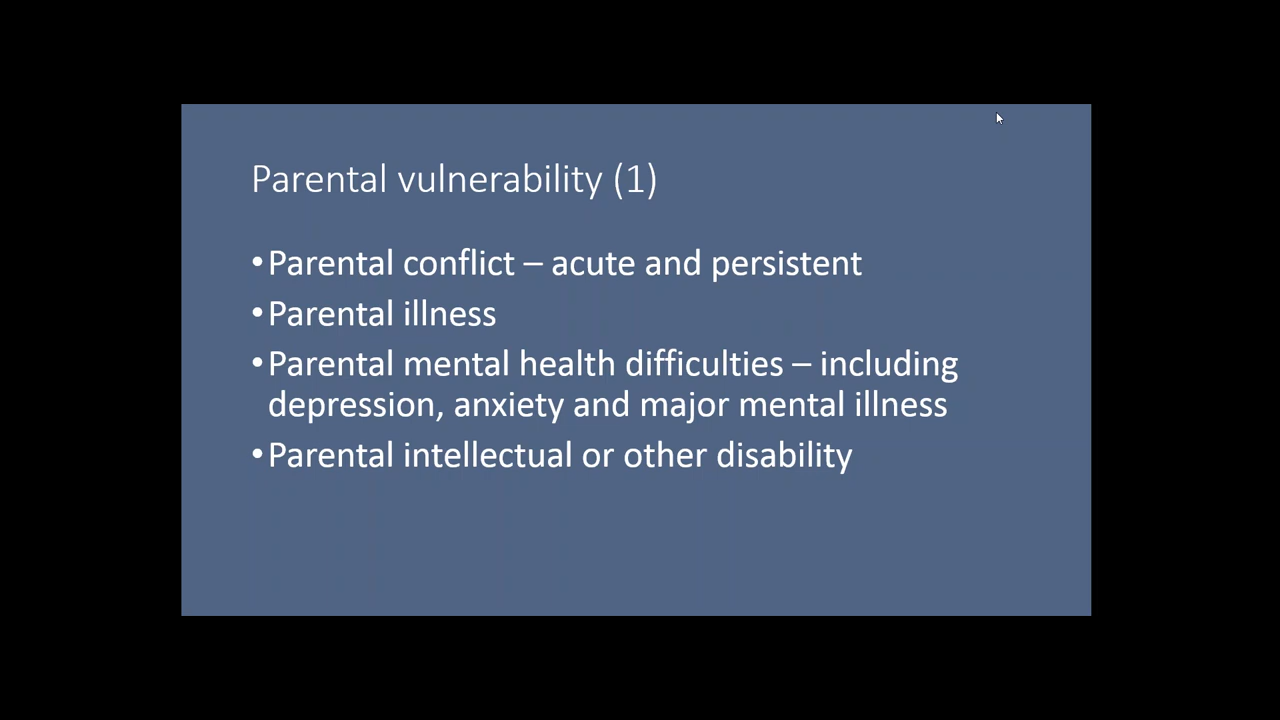 Parental vulnerability (1)
•Parental conflict – acute and persistent
•Parental illness
•Parental mental health difficulties – including
depression, anxiety and major mental illness
•Parental intellectual or other disability